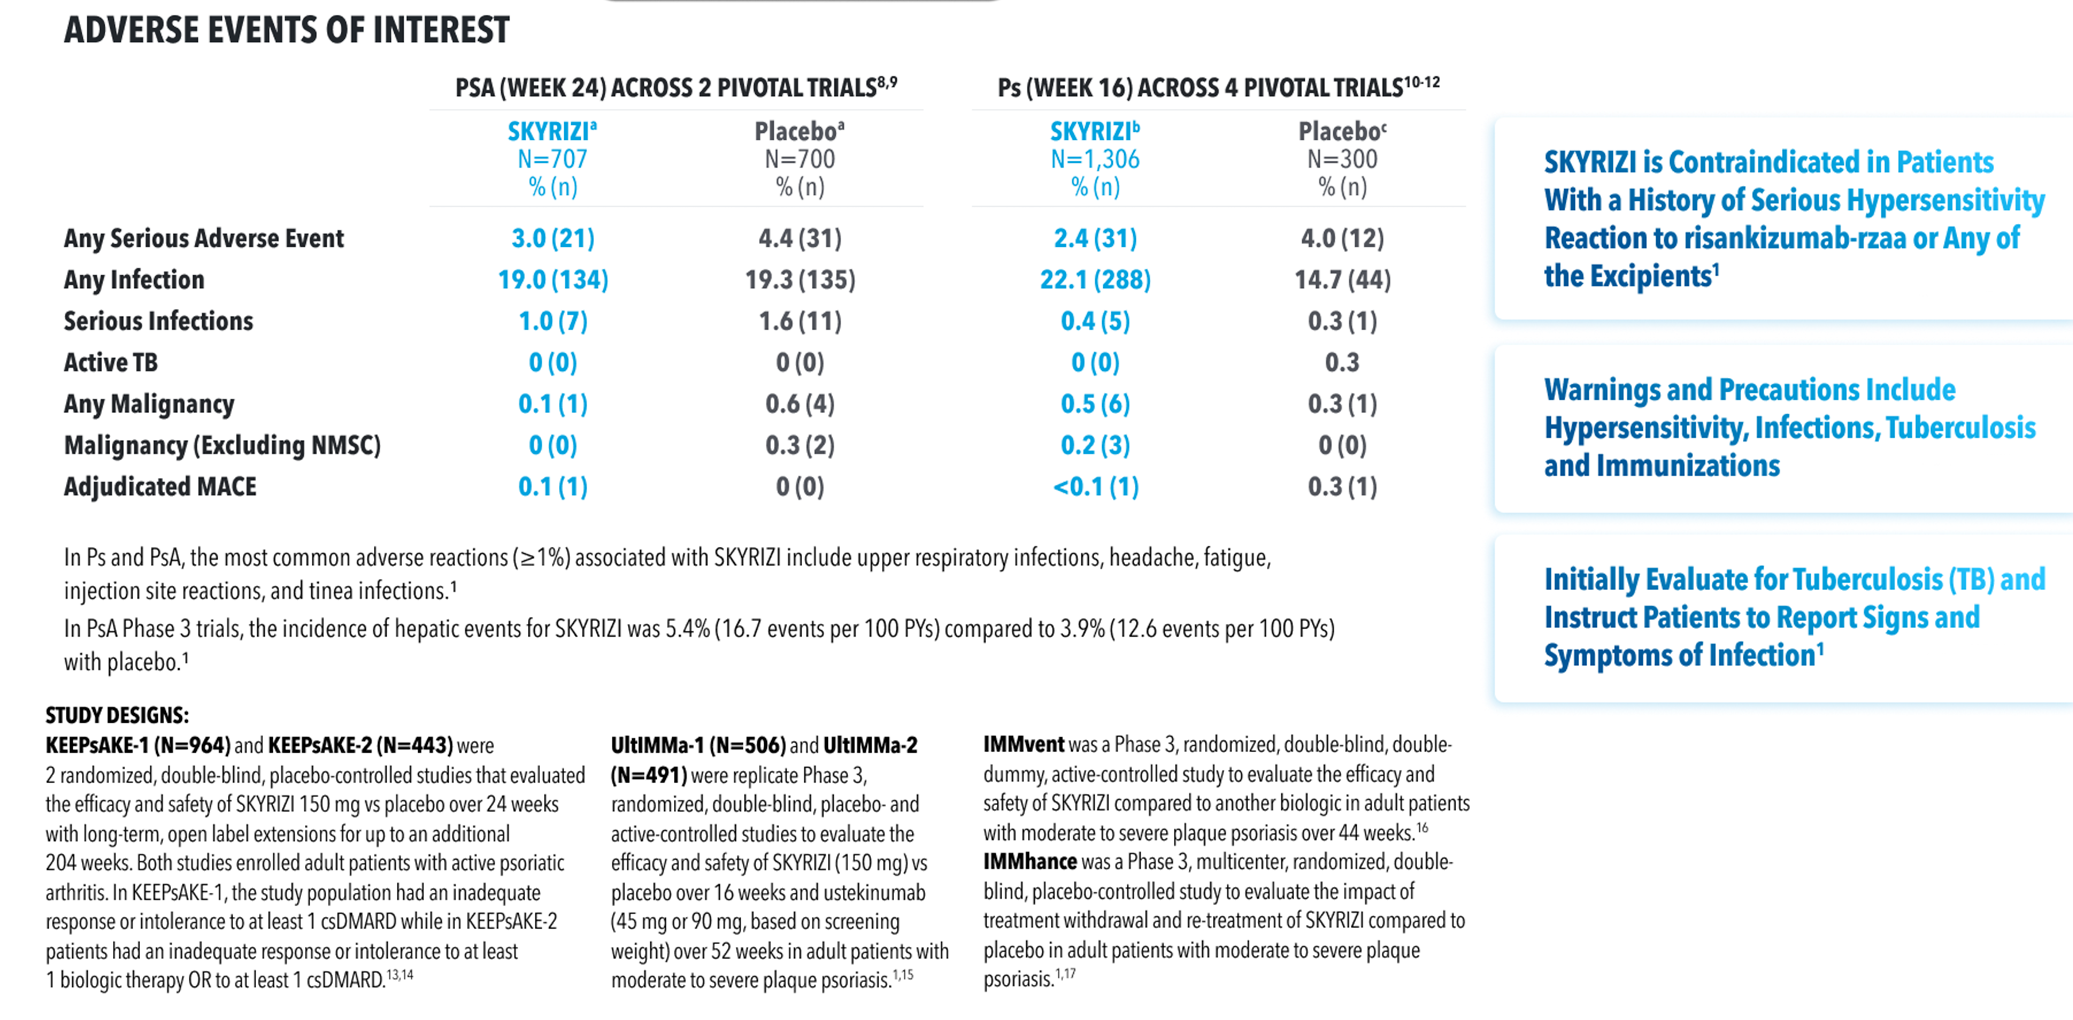 ADVERSE EVENTS OF INTEREST
PSA (WEEK 24) ACROSS 2 PIVOTAL TRIALS8,9 Ps (WEEK 16) ACROSS 4 PIVOTAL TRIALS10-12
SKYRIZIa Placeboa SKYRIZIb Placeboc
N=707 N=700 N=1,306 N=300
% (n) % (n) % (n) % (n)
Any Serious Adverse Event 3.0 (21) 4.4 (31) 2.4 (31) 4.0 (12)
Any Infection 19.0 (134) 19.3 (135) 22.1 (288) 14.7 (44)
Serious Infections 1.0 (7) 1.6 (11) 0.4 (5) 0.3 (1)
Active TB 0 (0) 0 (0) 0 (0) 0.3
Any Malignancy 0.1 (1) 0.6 (4) 0.5 (6) 0.3 (1)
Malignancy (Excluding NMSC) 0 (0) 0.3 (2) 0.2 (3) 0 (0)
Adjudicated MACE 0.1 (1) 0 (0) <0.1 (1) 0.3 (1)
In Ps and PsA, the most common adverse reactions (≥1%) associated with SKYRIZI include upper respiratory infections, headache, fatigue,
injection site reactions, and tinea infections.1
In PsA Phase 3 trials, the incidence of hepatic events for SKYRIZI was 5.4% (16.7 events per 100 PYs) compared to 3.9% (12.6 events per 100 PYs)
with placebo.1
SKYRIZI is Contraindicated in Patients
With a History of Serious Hypersensitivity
Reaction to risankizumab-rzaa or Any of
the Excipients1
Warnings and Precautions Include
Hypersensitivity, Infections, Tuberculosis
and Immunizations
Initially Evaluate for Tuberculosis (TB) and
Instruct Patients to Report Signs and
Symptoms of Infection1
STUDY DESIGNS:
KEEPsAKE-1 (N=964) and KEEPsAKE-2 (N=443) were
2 randomized, double-blind, placebo-controlled studies that evaluated
the efficacy and safety of SKYRIZI 150 mg vs placebo over 24 weeks
with long-term, open label extensions for up to an additional
204 weeks. Both studies enrolled adult patients with active psoriatic
arthritis. In KEEPsAKE-1, the study population had an inadequate
response or intolerance to at least 1 csDMARD while in KEEPsAKE-2
patients had an inadequate response or intolerance to at least
1 biologic therapy OR to at least 1 csDMARD.13,14
UltIMMa-1 (N=506) and UltIMMa-2
(N=491) were replicate Phase 3,
randomized, double-blind, placebo- and
active-controlled studies to evaluate the
efficacy and safety of SKYRIZI (150 mg) vs
placebo over 16 weeks and ustekinumab
(45 mg or 90 mg, based on screening
weight) over 52 weeks in adult patients with
moderate to severe plaque psoriasis.1,15
IMMvent was a Phase 3, randomized, double-blind, double-
dummy, active-controlled study to evaluate the efficacy and
safety of SKYRIZI compared to another biologic in adult patients
with moderate to severe plaque psoriasis over 44 weeks.16
IMMhance was a Phase 3, multicenter, randomized, double-
blind, placebo-controlled study to evaluate the impact of
treatment withdrawal and re-treatment of SKYRIZI compared to
placebo in adult patients with moderate to severe plaque
psoriasis.1,17